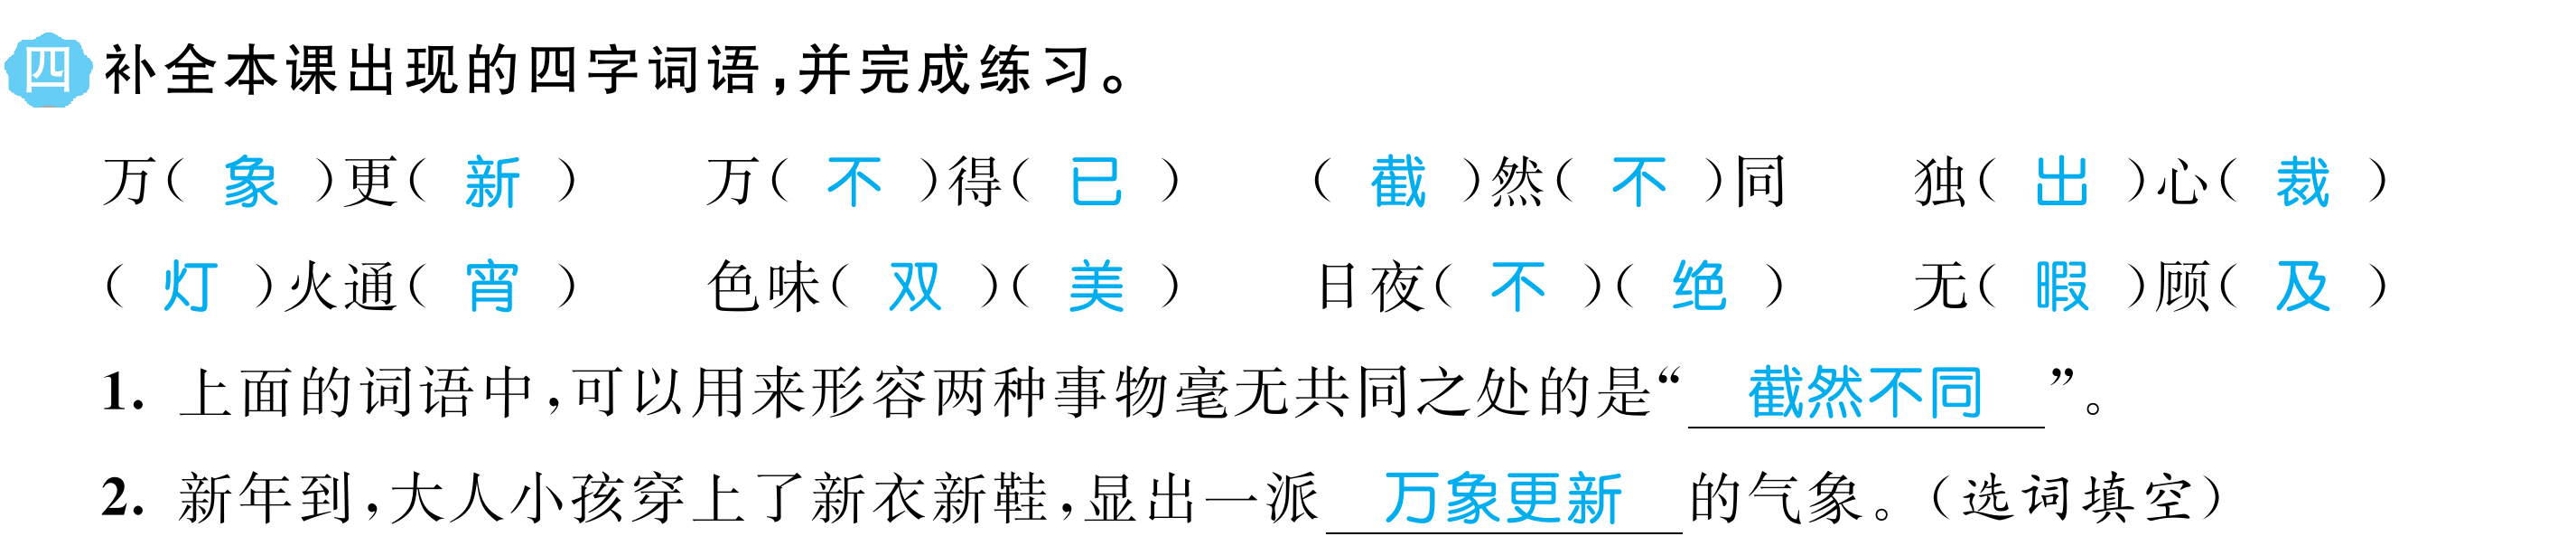 四 补全本课出现的四字词语,并完成练习。
万( 象 )更( 新 ) 万( 不 )得( 已 ) ( 截 )然( 不 )同 独( 出 )心( 裁 )
( 灯 )火通( 宵 ) 色味( 双 )( 美 ) 日夜( 不 )( 绝 ) 无( 暇 )顾( 及 )
1. 上面的词语中,可以用来形容两种事物毫无共同之处的是“ 截然不同 ”。
2. 新年到,大人小孩穿上了新衣新鞋,显出一派 万象更新 的气象。(选词填空)